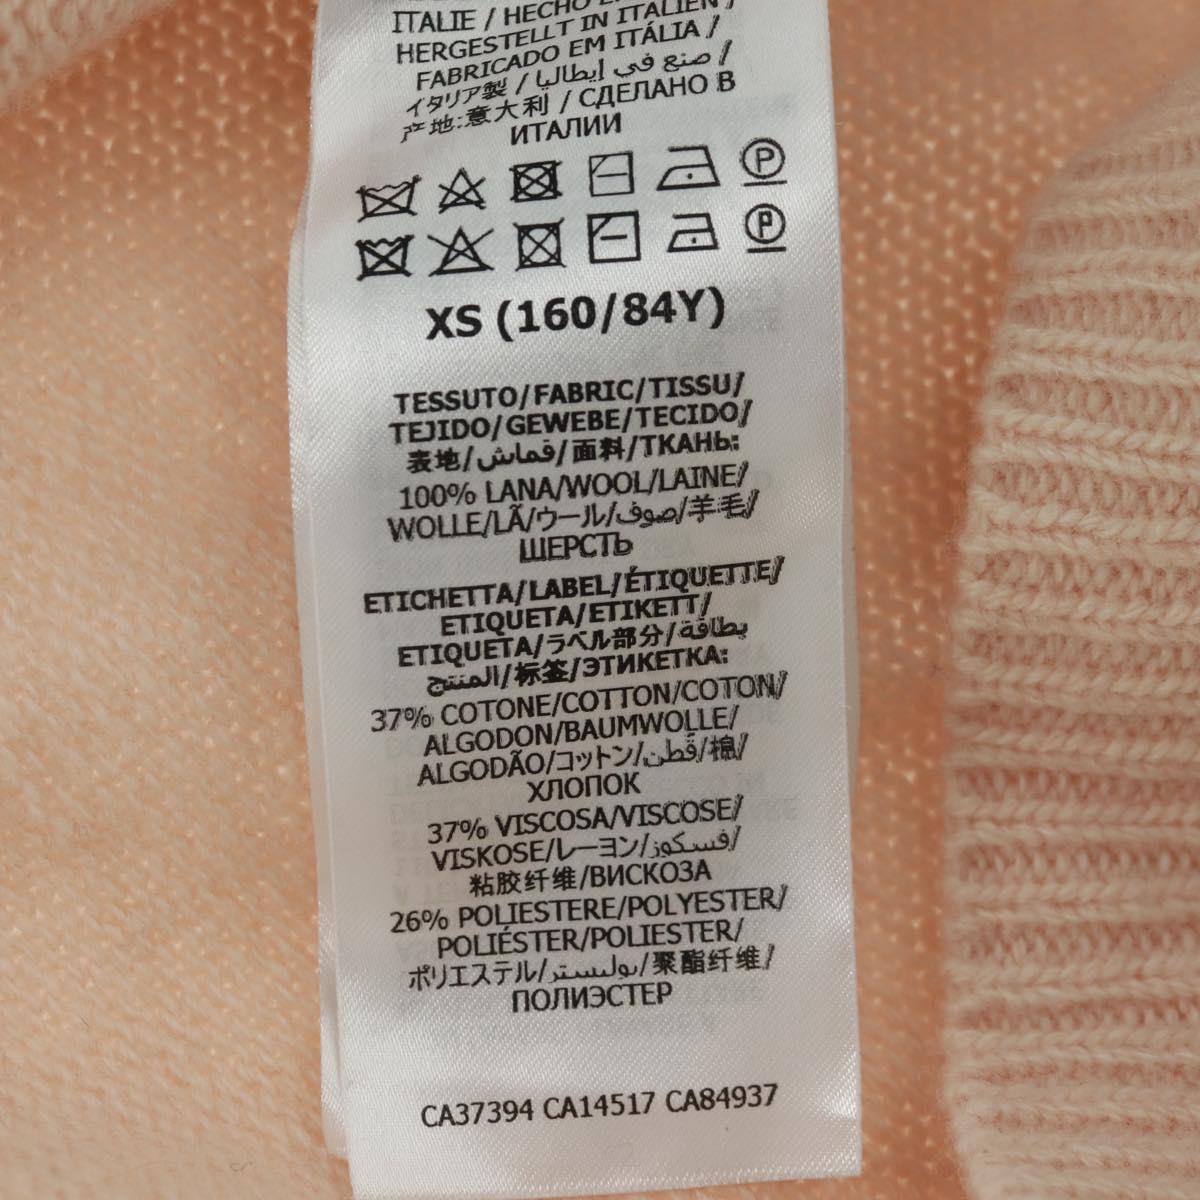 ITALIE / HECHO
HERGESTELLT IN ITALIEN /
FABRICADO EM ITÁLIA /
イタリア製 / صنع في إيطاليا /
产地:意大利 / СДЕЛАНО В
ИТАЛИИ
P
P
XS (160/84Y)
TESSUTO/FABRIC/TISSU/
TEJIDO/GEWEBE/TECIDO/
表地/قماش/面料/ТКАНЬ:
100% LANA/WOOL/LAINE/
WOLLE/LÃ/ウール/صوف/羊毛/
ШЕРСТЬ
ETICHETTA/LABEL/ÉTIQUETTE/
ETIQUETA/ETIKETT/
ETIQUETA/ラベル部分/بطاقة
المنتج/标签/ЭТИКЕТКА:
37% COTONE/COTTON/COTON/
ALGODON/BAUMWOLLE/
ALGODÃO/コットン/قطن/棉/
ХЛОПОК
37% VISCOSA/VISCOSE/
VISKOSE/レーヨン/فسكوز/
粘胶纤维/ВИСКОЗА
26% POLIESTERE/POLYESTER/
POLIÉSTER/POLIESTER/
ポリエステル/بوليستر/聚酯纤维/
ПОЛИЭСТЕР
CA37394 CA14517 CA84937